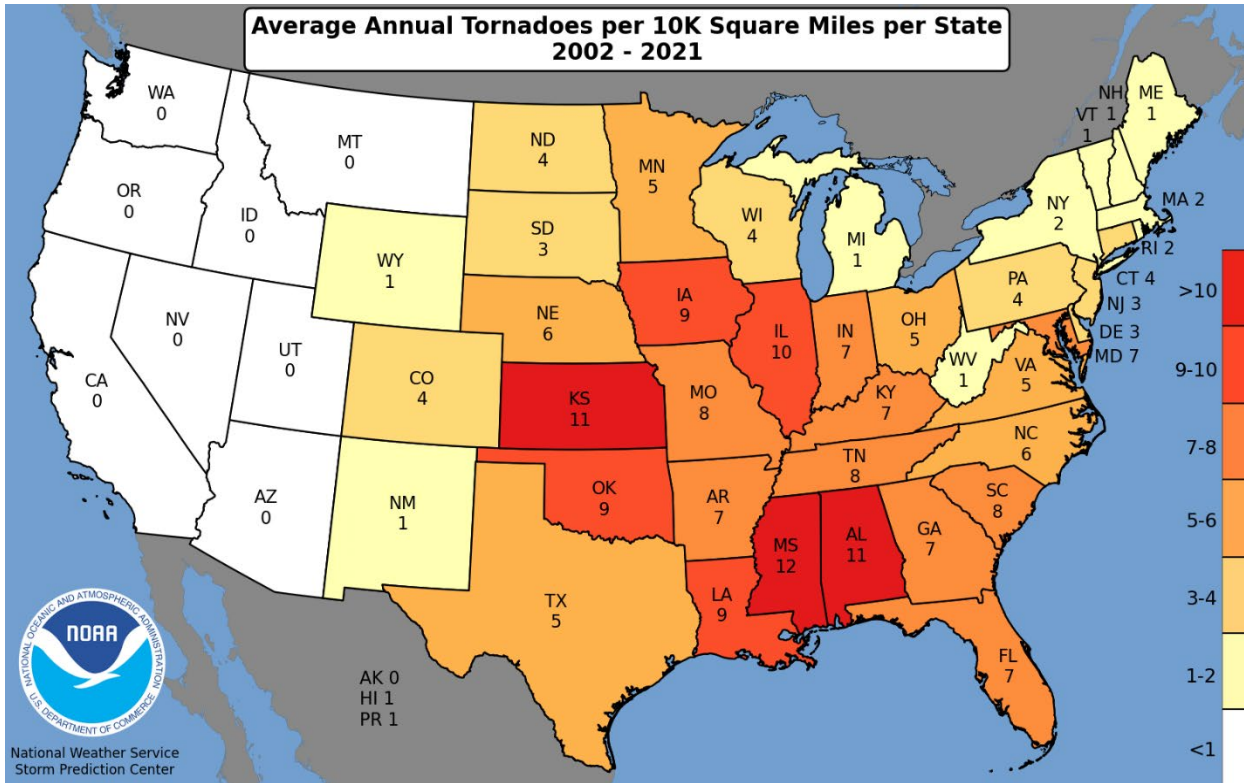 Average Annual Tornadoes per 10K Square Miles per State
2002 - 2021
WA
0
OR
0
CA
0
NV
0
ID
0
MT
0
WY
1
UT
0
AZ
0
CO
4
NM
1
ND
4
SD
3
NE
6
KS
11
OK
9
TX
5
MN
5
IA
9
MO
8
AR
7
LA
9
WI
4
IL
10
MI
1
IN
7
OH
5
KY
7
TN
8
MS
12
AL
11
GA
7
FL
7
SC
8
NC
6
VA
5
WV
1
PA
4
NY
2
VT
1
NH
1
ME
1
MA 2
RI 2
CT 4
NJ 3
DE 3
MD 7
AK 0
HI 1
PR 1
>10
9-10
7-8
5-6
3-4
1-2
<1
NATIONAL OCEANIC AND ATMOSPHERIC ADMINISTRATION
NOAA
U.S. DEPARTMENT OF COMMERCE
National Weather Service
Storm Prediction Center